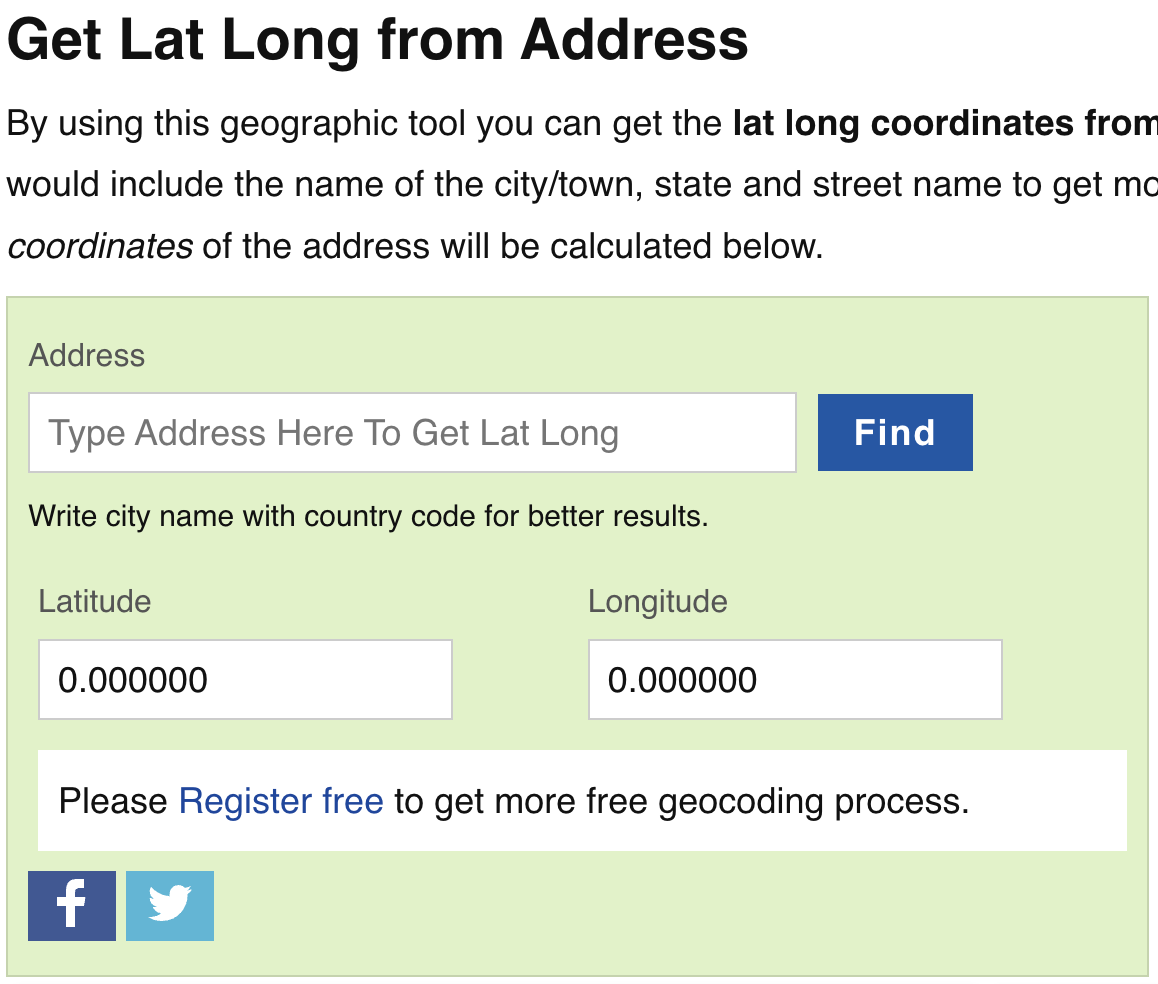 Get Lat Long from Address
By using this geographic tool you can get the lat long coordinates from
would include the name of the city/town, state and street name to get mo
coordinates of the address will be calculated below.
Address
Type Address Here To Get Lat Long
Find
Write city name with country code for better results.
Latitude
Longitude
0.000000
0.000000
Please Register free to get more free geocoding process.